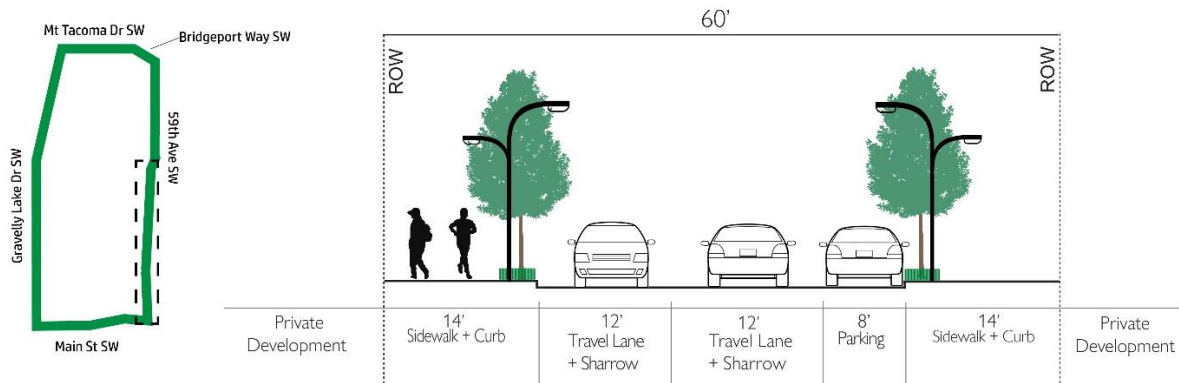 Mt Tacoma Dr SW
Bridgeport Way SW
59th Ave SW
Gravelly Lake Dr SW
Main St SW
60'
ROW
ROW
Private
Development
14'
Sidewalk + Curb
12'
Travel Lane
+ Sharrow
12'
Travel Lane
+ Sharrow
8'
Parking
14'
Sidewalk + Curb
Private
Development